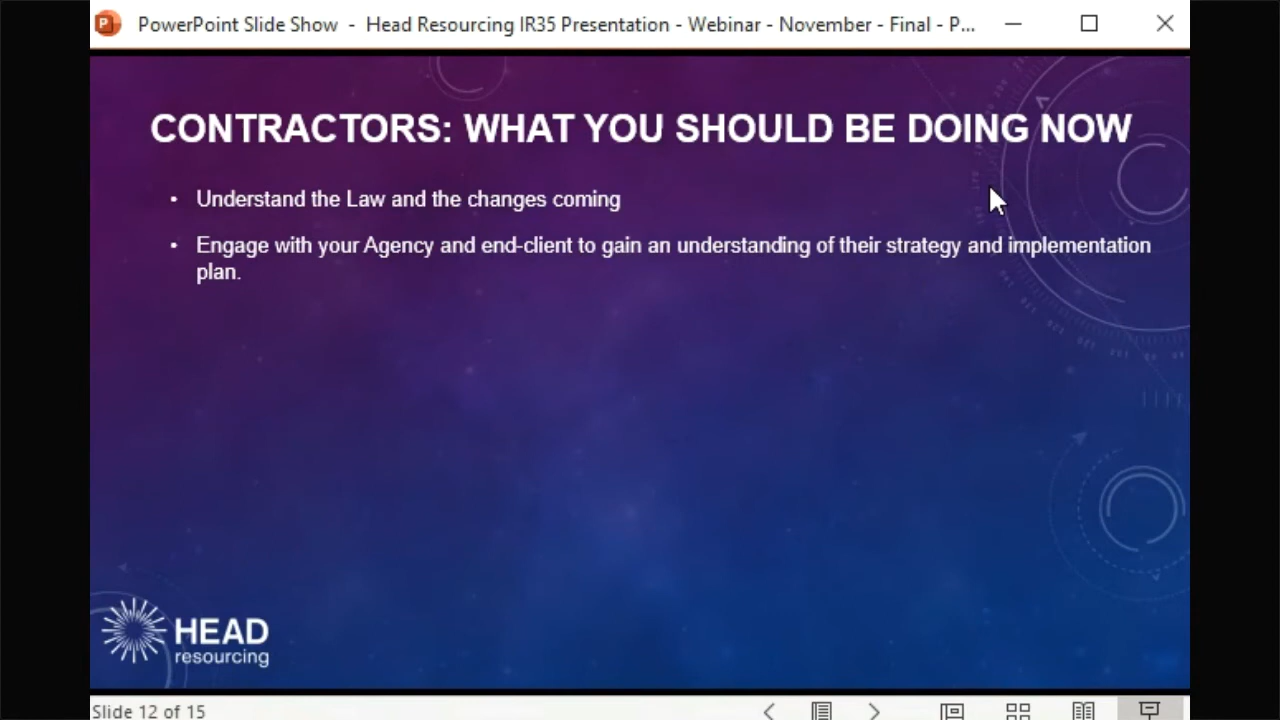 PowerPoint Slide Show - Head Resourcing IR35 Presentation - Webinar - November - Final - P...
CONTRACTORS: WHAT YOU SHOULD BE DOING NOW
• Understand the Law and the changes coming
• Engage with your Agency and end-client to gain an understanding of their strategy and implementation
plan.
HEAD
resourcing
Slide 12 of 15